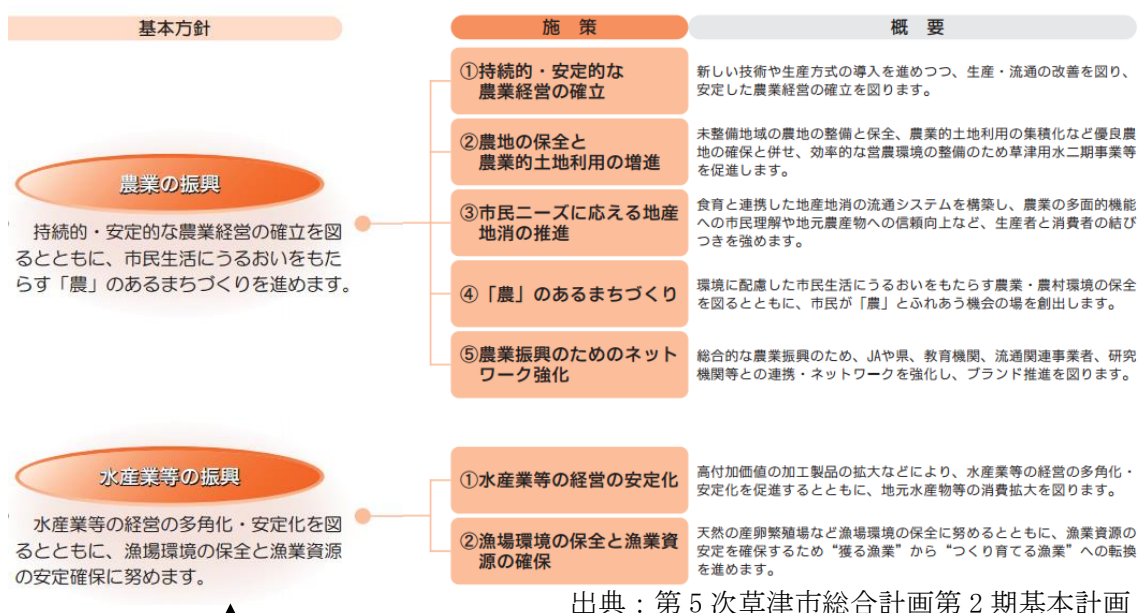 基本方針
施　策
概　要
農業の振興
持続的・安定的な農業経営の確立を図
るとともに、市民生活にうるおいをもた
らす「農」のあるまちづくりを進めます。
①持続的・安定的な
農業経営の確立
新しい技術や生産方式の導入を進めつつ、生産・流通の改善を図り、
安定した農業経営の確立を図ります。
②農地の保全と
農業的土地利用の増進
未整備地域の農地の整備と保全、農業的土地利用の集積化など優良農
地の確保と併せ、効率的な営農環境の整備のため草津用水二期事業等
を促進します。
③市民ニーズに応える地産
地消の推進
食育と連携した地産地消の流通システムを構築し、農業の多面的機能
への市民理解や地元農産物への信頼向上など、生産者と消費者の結び
つきを強めます。
④「農」のあるまちづくり
環境に配慮した市民生活にうるおいをもたらす農業・農村環境の保全
を図るとともに、市民が「農」とふれあう機会の場を創出します。
⑤農業振興のためのネット
ワーク強化
総合的な農業振興のため、JAや県、教育機関、流通関連事業者、研究
機関等との連携・ネットワークを強化し、ブランド推進を図ります。
水産業等の振興
水産業等の経営の多角化・安定化を図
るとともに、漁場環境の保全と漁業資源
の安定確保に努めます。
①水産業等の経営の安定化
高付加価値の加工製品の拡大などにより、水産業等の経営の多角化・
安定化を促進するとともに、地元水産物等の消費拡大を図ります。
②漁場環境の保全と漁業資
源の確保
天然の産卵繁殖場など漁場環境の保全に努めるとともに、漁業資源の
安定を確保するため“獲る漁業”から“つくり育てる漁業”への転換
を進めます。
出典：第５次草津市総合計画第２期基本計画